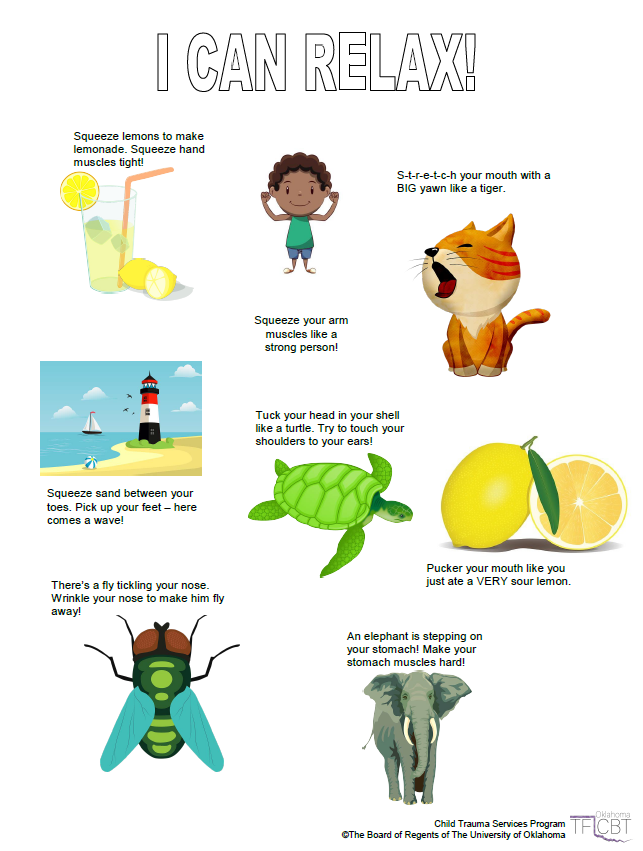 I CAN RELAX!
Squeeze lemons to make
lemonade. Squeeze hand
muscles tight!
S-t-r-e-t-c-h your mouth with a
BIG yawn like a tiger.
Squeeze your arm
muscles like a
strong person!
Tuck your head in your shell
like a turtle. Try to touch your
shoulders to your ears!
Squeeze sand between your
toes. Pick up your feet – here
comes a wave!
Pucker your mouth like you
just ate a VERY sour lemon.
There's a fly tickling your nose.
Wrinkle your nose to make him fly
away!
An elephant is stepping on
your stomach! Make your
stomach muscles hard!
Child Trauma Services Program
©The Board of Regents of The University of Oklahoma
Oklahoma
TF CBT